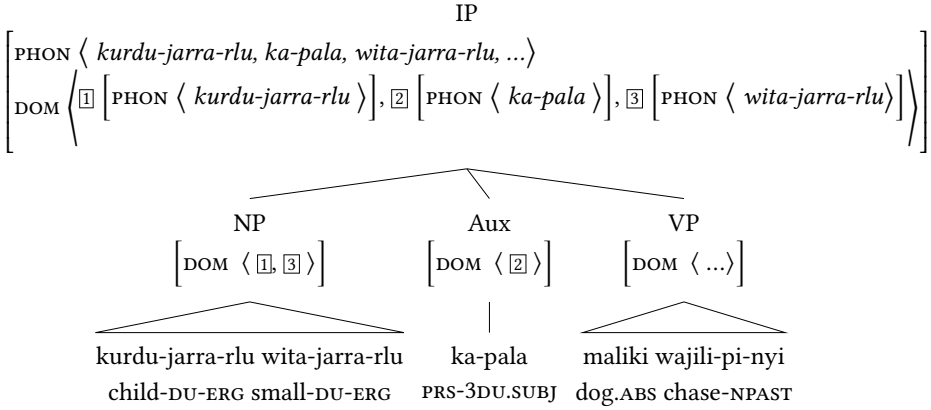 IP
PHON ⟨ kurdu-jarra-rlu, ka-pala, wita-jarra-rlu, …⟩
DOM ⟨ 1 [PHON ⟨ kurdu-jarra-rlu ⟩], 2 [PHON ⟨ ka-pala ⟩], 3 [PHON ⟨ wita-jarra-rlu⟩] ⟩
NP Aux VP
[DOM ⟨ 1, 3 ⟩] [DOM ⟨ 2 ⟩] [DOM ⟨ …⟩]
kurdu-jarra-rlu wita-jarra-rlu ka-pala maliki wajili-pi-nyi
child-DU-ERG small-DU-ERG PRS-3DU.SUBJ dog.ABS chase-NPAST